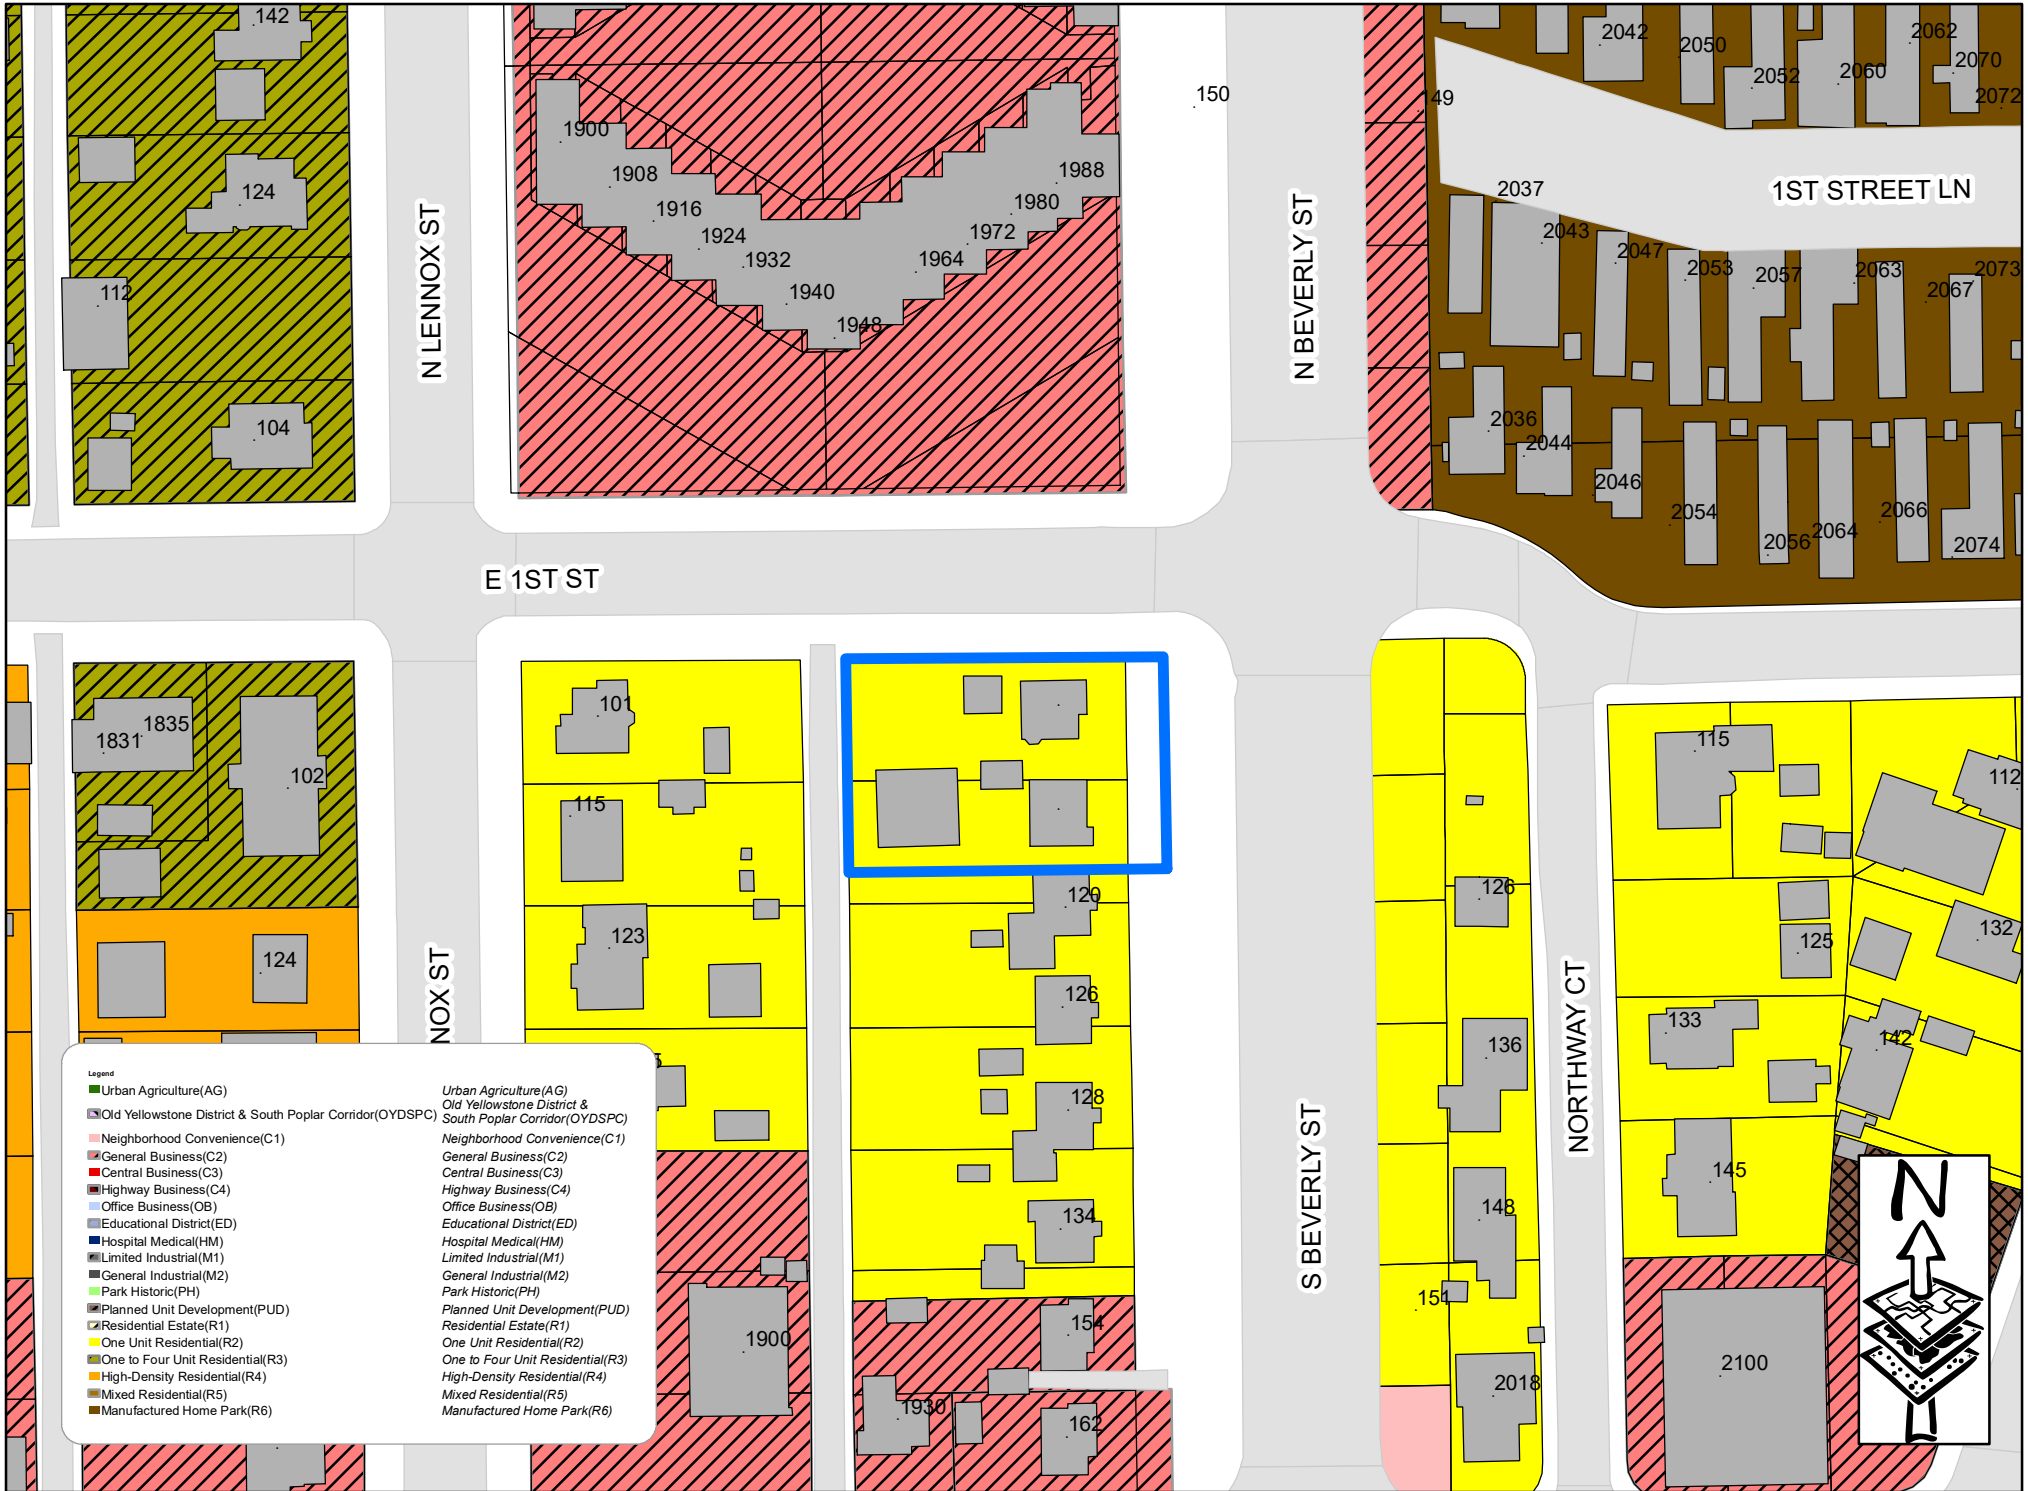 142
124
112
104
N LENNOX ST
1900
1908
1916
1924
1932
1940
1948
1964
1972
1980
1988
150
N BEVERLY ST
149
2042
2050
2052
2060
2062
2070
2072
1ST STREET LN
2037
2043
2047
2053
2057
2063
2067
2073
2036
2044
2046
2054
2056
2064
2066
2074
E 1ST ST
1831
1835
102
124
NOX ST
101
115
123
120
126
128
134
154
1930
162
1900
S BEVERLY ST
126
136
148
151
2018
NORTHWAY CT
115
112
125
132
133
142
145
2100
N
Legend
Urban Agriculture(AG) Urban Agriculture(AG)
Old Yellowstone District & South Poplar Corridor(OYDSPC) Old Yellowstone District &
South Poplar Corridor(OYDSPC)
Neighborhood Convenience(C1) Neighborhood Convenience(C1)
General Business(C2) General Business(C2)
Central Business(C3) Central Business(C3)
Highway Business(C4) Highway Business(C4)
Office Business(OB) Office Business(OB)
Educational District(ED) Educational District(ED)
Hospital Medical(HM) Hospital Medical(HM)
Limited Industrial(M1) Limited Industrial(M1)
General Industrial(M2) General Industrial(M2)
Park Historic(PH) Park Historic(PH)
Planned Unit Development(PUD) Planned Unit Development(PUD)
Residential Estate(R1) Residential Estate(R1)
One Unit Residential(R2) One Unit Residential(R2)
One to Four Unit Residential(R3) One to Four Unit Residential(R3)
High-Density Residential(R4) High-Density Residential(R4)
Mixed Residential(R5) Mixed Residential(R5)
Manufactured Home Park(R6) Manufactured Home Park(R6)